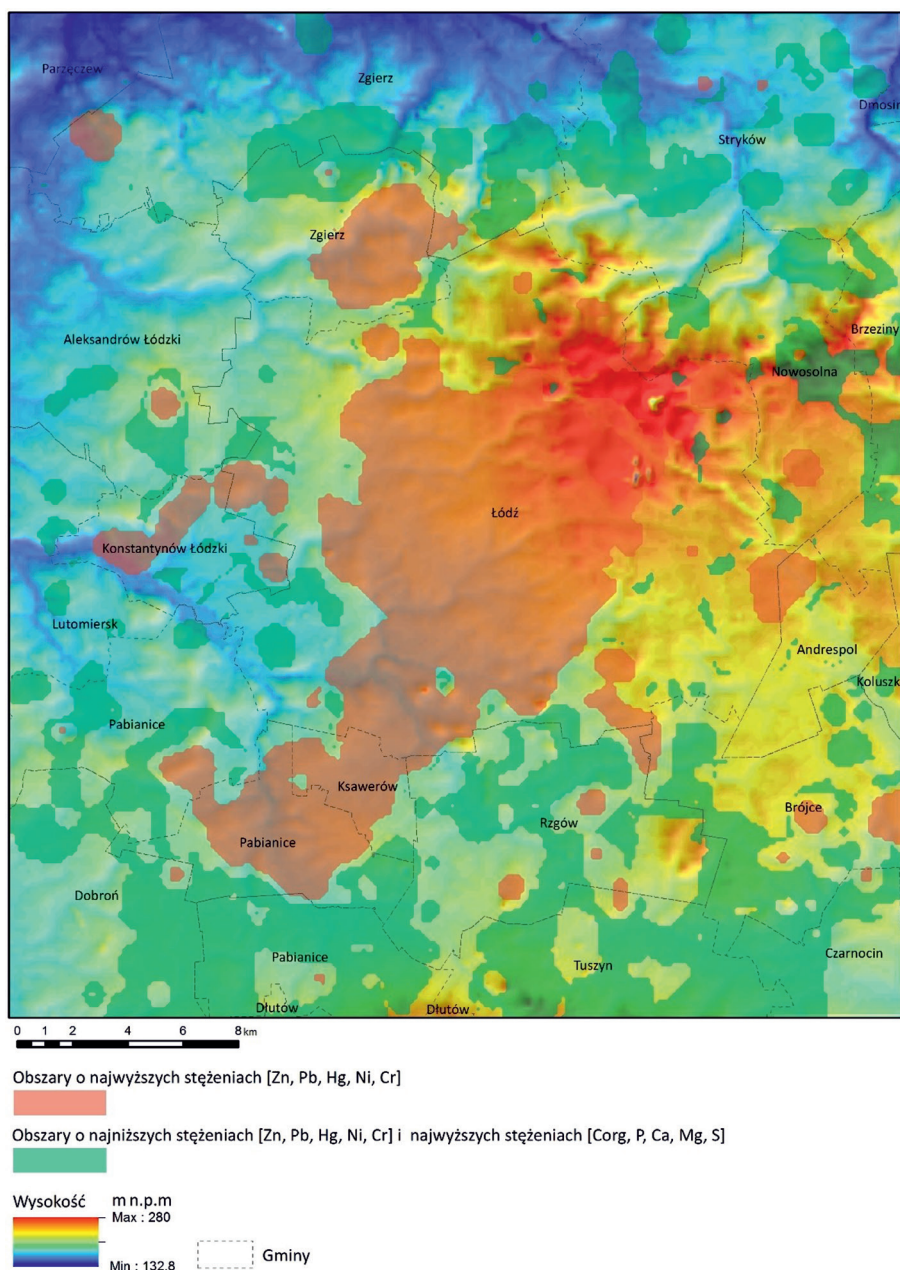 Parzęczew
Zgierz
Dmosin
Stryków
Zgierz
Brzeziny
Aleksandrów Łódzki
Nowosolna
Łódź
Konstantynów Łódzki
Lutomiersk
Andrespol
Koluszk
Pabianice
Ksawerów
Brójce
Rzgów
Pabianice
Dobroń
Pabianice
Tuszyn
Czarnocin
Dłutów
Dłutów
0 1 2 4 6 8 km
Obszary o najwyższych stężeniach [Zn, Pb, Hg, Ni, Cr]
Obszary o najniższych stężeniach [Zn, Pb, Hg, Ni, Cr] i najwyższych stężeniach [Corg, P, Ca, Mg, S]
Wysokość m n.p.m
Max : 280
Min : 132,8
Gminy